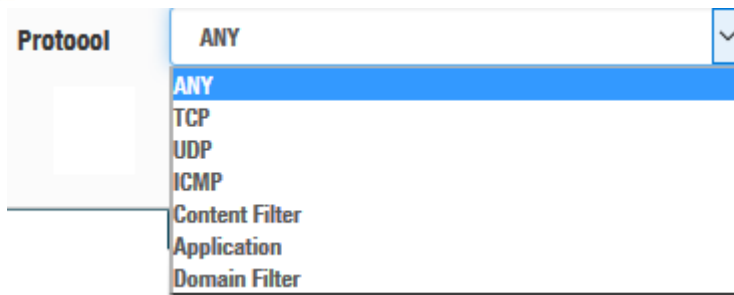 Protoool
ANY
ANY
TCP
UDP
ICMP
Content Filter
Application
Domain Filter